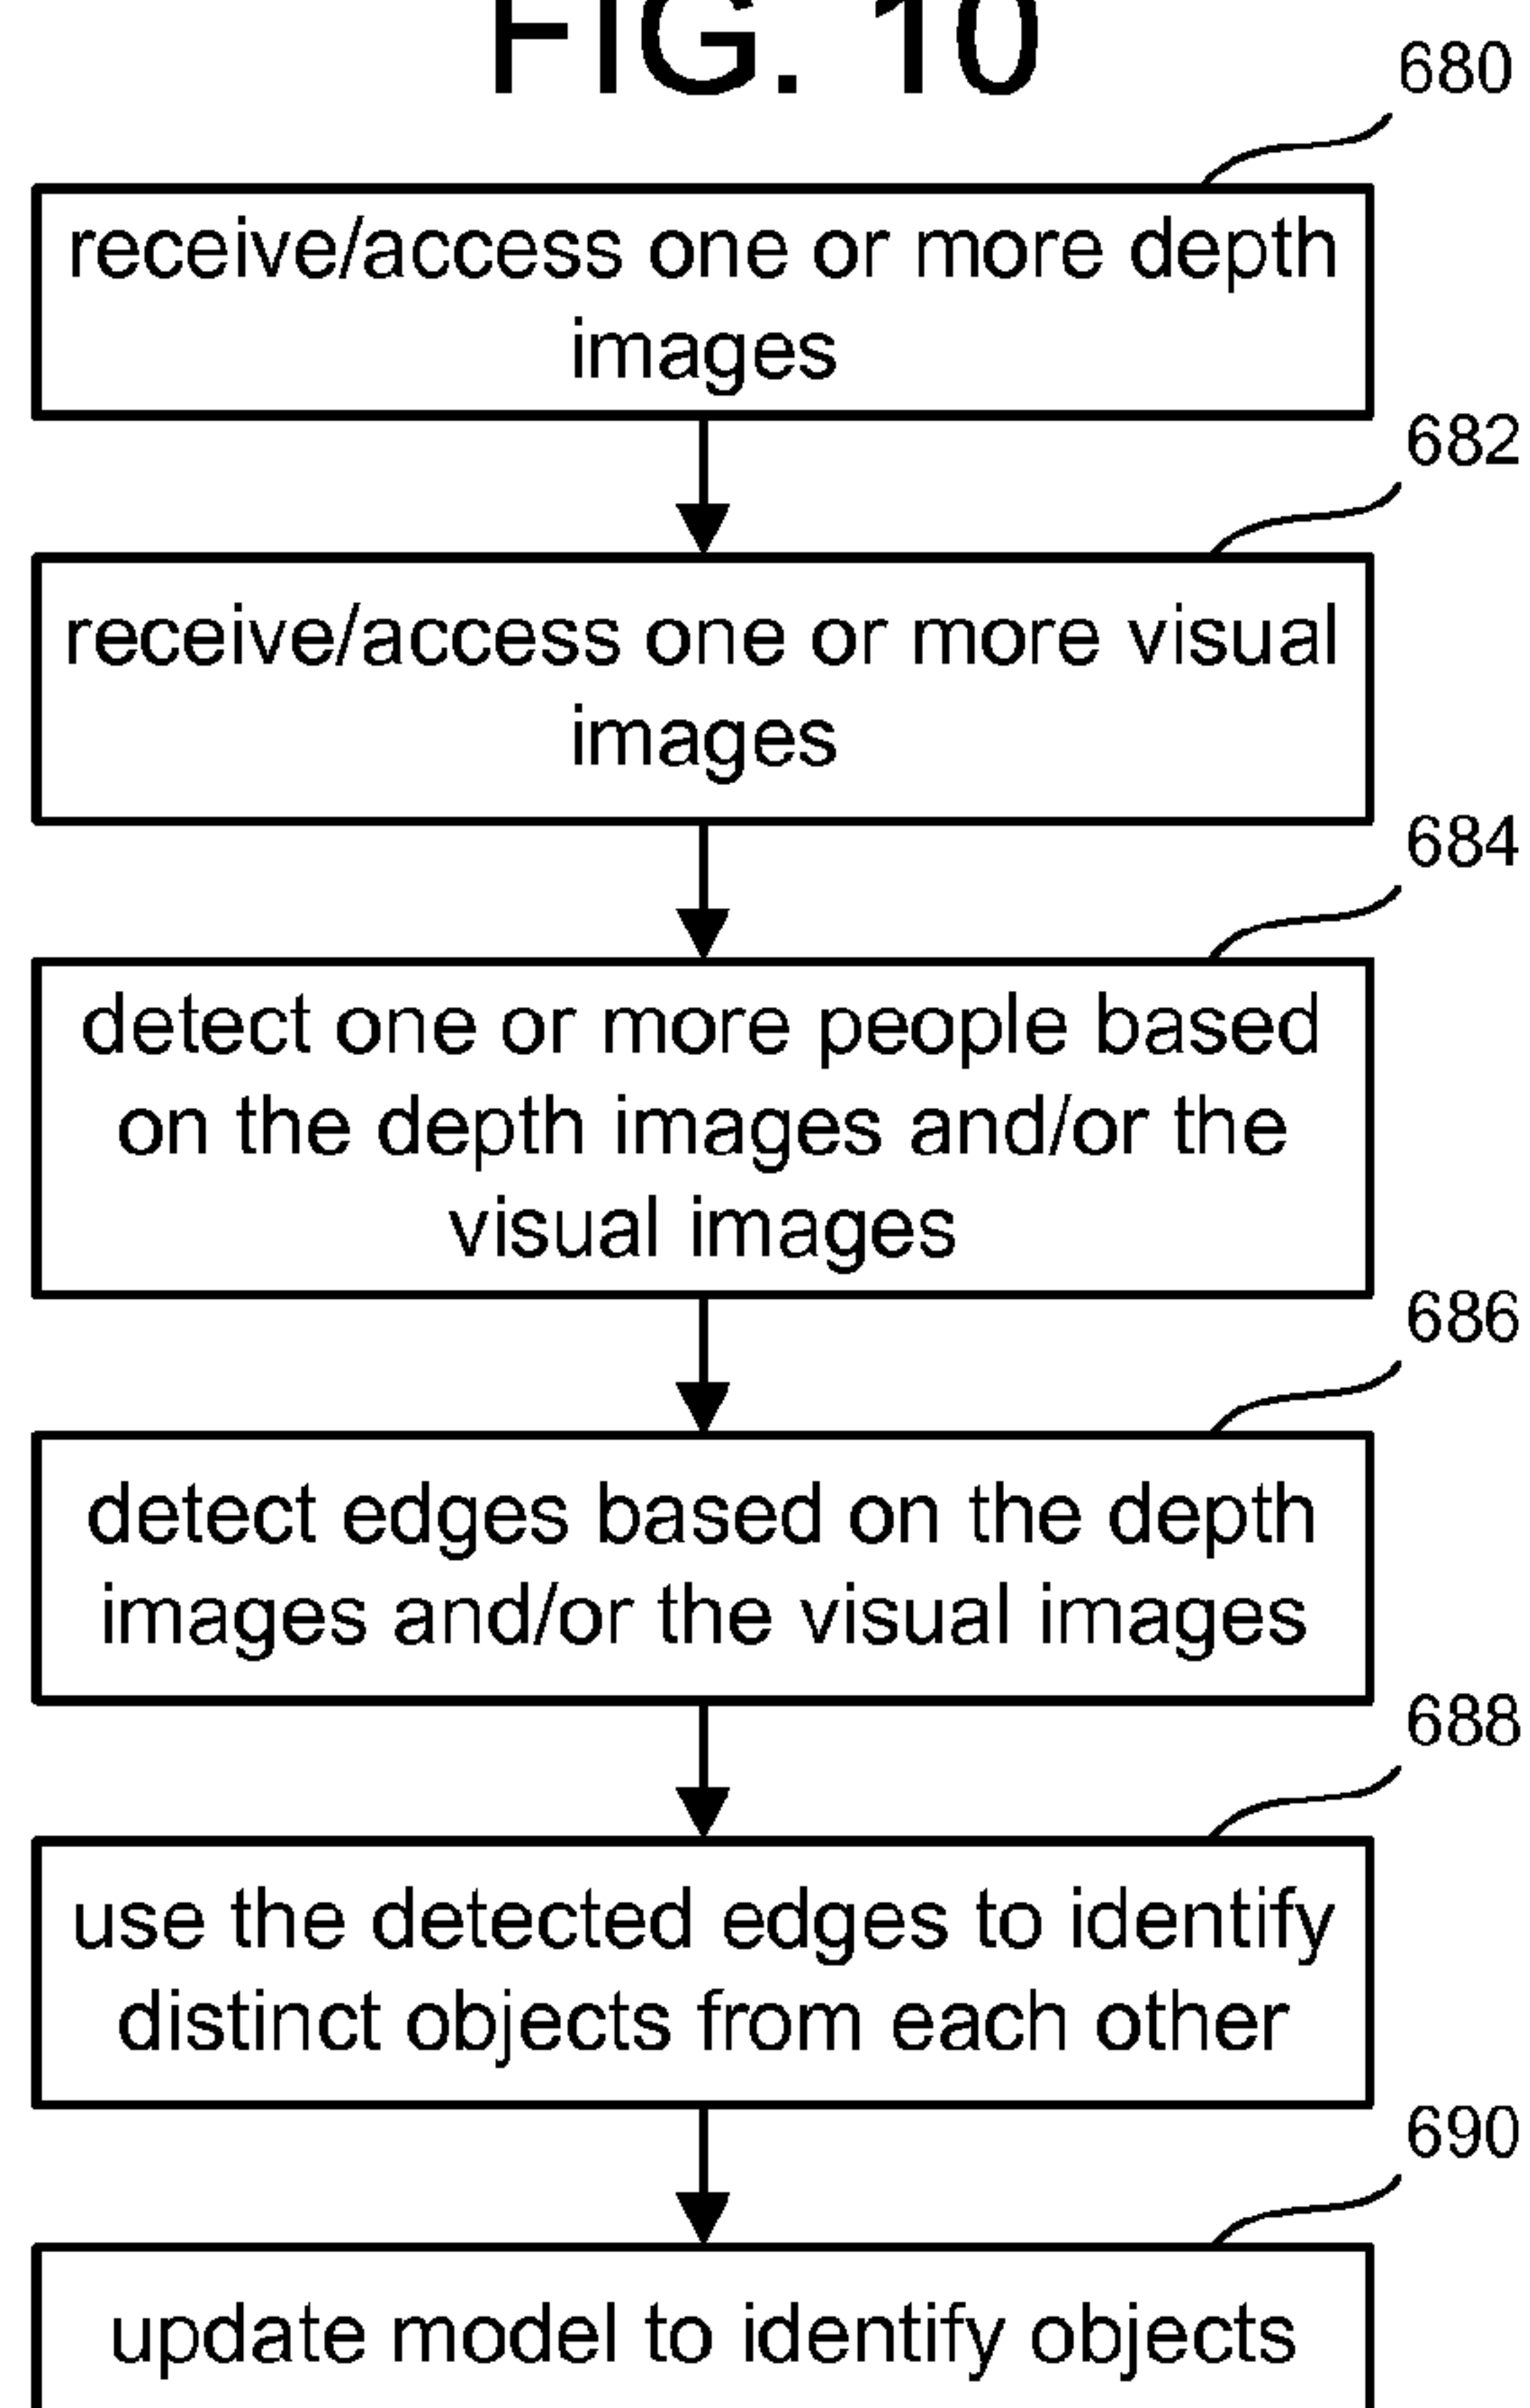 FIG. 10
680
receive/access one or more depth
images
682
receive/access one or more visual
images
684
detect one or more people based
on the depth images and/or the
visual images
686
detect edges based on the depth
images and/or the visual images
688
use the detected edges to identify
distinct objects from each other
690
update model to identify objects